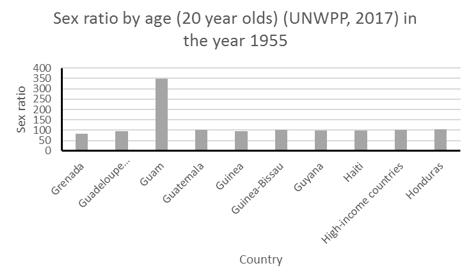 Sex ratio by age (20 year olds) (UNWPP, 2017) in
the year 1955
400
350
300
250
200
150
100
50
0
Sex ratio
Grenada
Guadeloupe...
Guam
Guatemala
Guinea
Guinea-Bissau
Guyana
Haiti
High-income countries
Honduras
Country